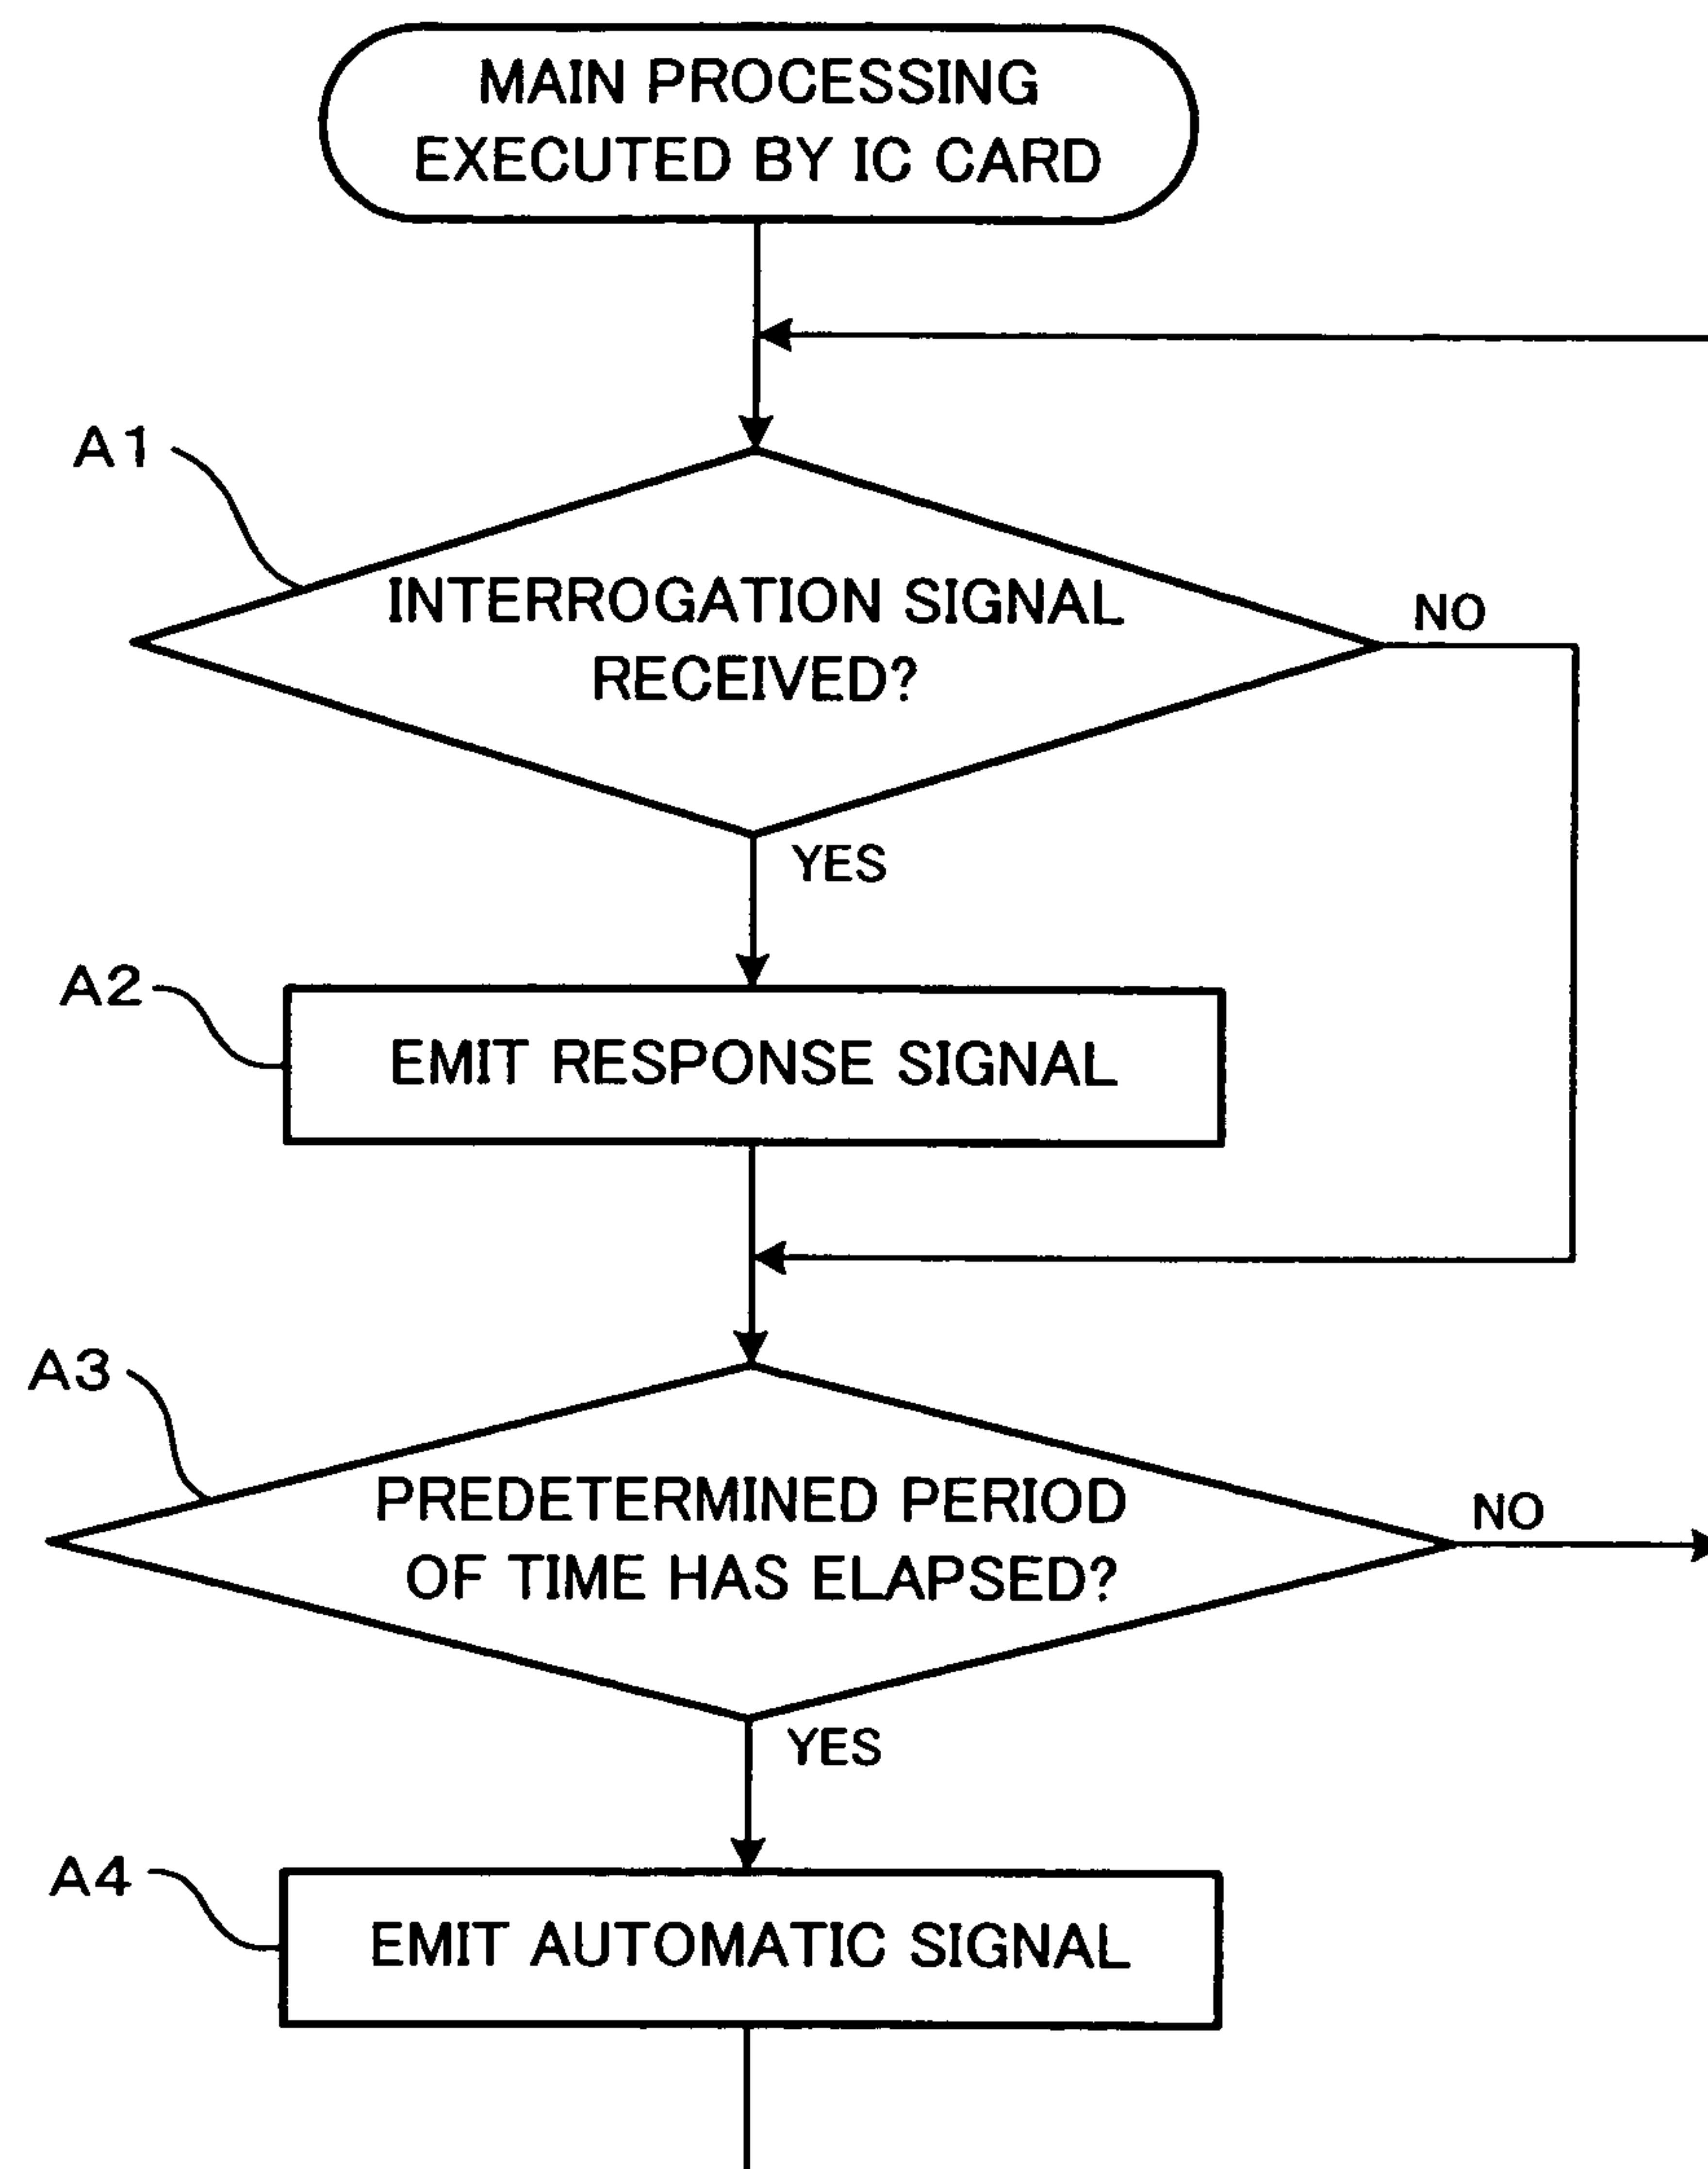 MAIN PROCESSING
EXECUTED BY IC CARD
A1
INTERROGATION SIGNAL
RECEIVED?
NO
YES
A2
EMIT RESPONSE SIGNAL
A3
PREDETERMINED PERIOD
OF TIME HAS ELAPSED?
NO
YES
A4
EMIT AUTOMATIC SIGNAL